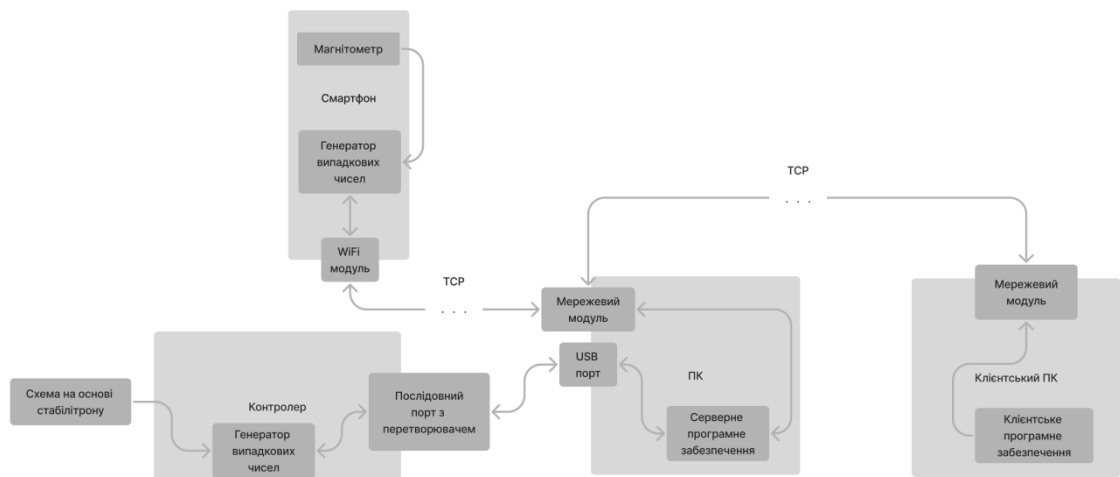 Магнітометр
Смартфон
Генератор
випадкових
чисел
WiFi
модуль
TCP
. . .
TCP
. . .
Мережевий
модуль
USB
порт
ПК
Серверне
програмне
забезпечення
Мережевий
модуль
Клієнтський ПК
Клієнтське
програмне
забезпечення
Схема на основі
стабілітрону
Контролер
Генератор
випадкових
чисел
Послідовний
порт з
перетворювачем